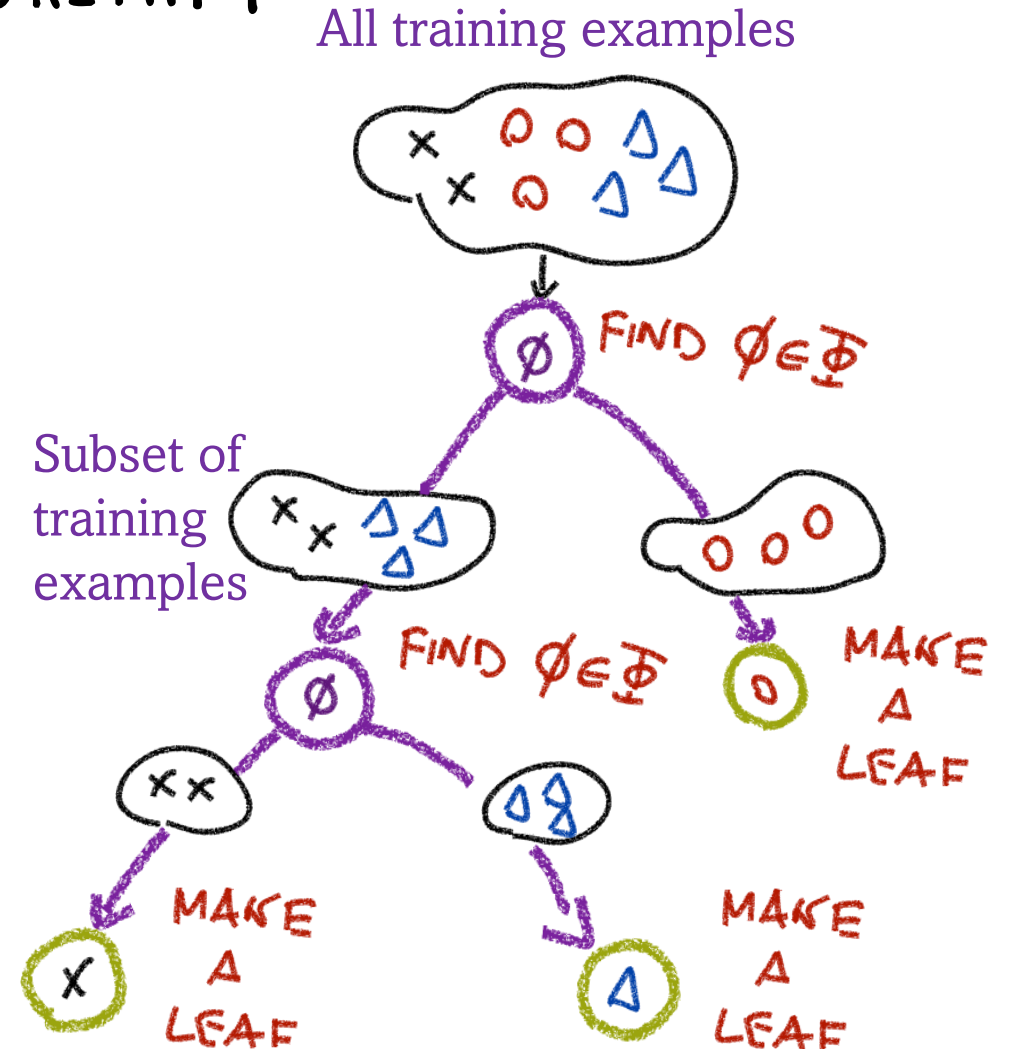 All training examples
FIND ϕ∈Φ
Subset of
training
examples
FIND ϕ∈Φ
MAKE
A
LEAF
MAKE
A
LEAF
MAKE
A
LEAF